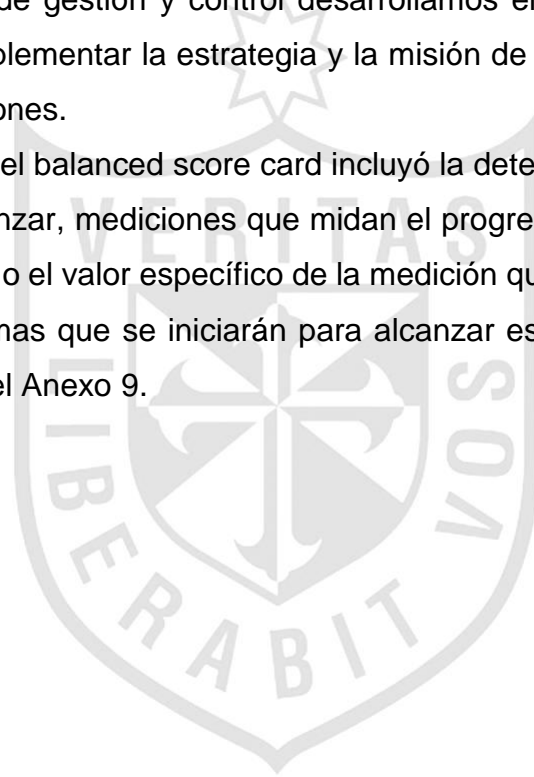 de gestión y control desarrollamos e
plementar la estrategia y la misión de
ones.
el balanced score card incluyó la dete
nzar, mediciones que midan el progre
o el valor específico de la medición qu
mas que se iniciarán para alcanzar es
el Anexo 9.
VERITAS
LIBERABIT
VOS